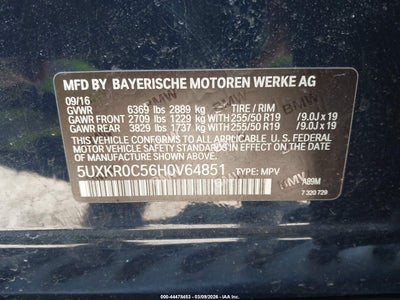 MFD BY BAYERISCHE MOTOREN WERKE AG
09/16
GVWR 6369 lbs 2889 kg - TIRE / RIM
GAWR FRONT 2709 lbs 1229 kg WITH 255/50 R19 /9.0J x 19
GAWR REAR 3829 lbs 1737 kg WITH 255/50 R19 /9.0J x 19
THIS VEHICLE CONFORMS TO ALL APPLICABLE U.S. FEDERAL
MOTOR VEHICLE SAFETY STANDARDS IN EFFECT ON THE
DATE OF MANUFACTURE SHOWN ABOVE.
5UXKR0C56H0V64851 TYPE: MPV
A89M
7 320 729
BMW
000-44478453 - 03/09/2026 - IAA Inc.